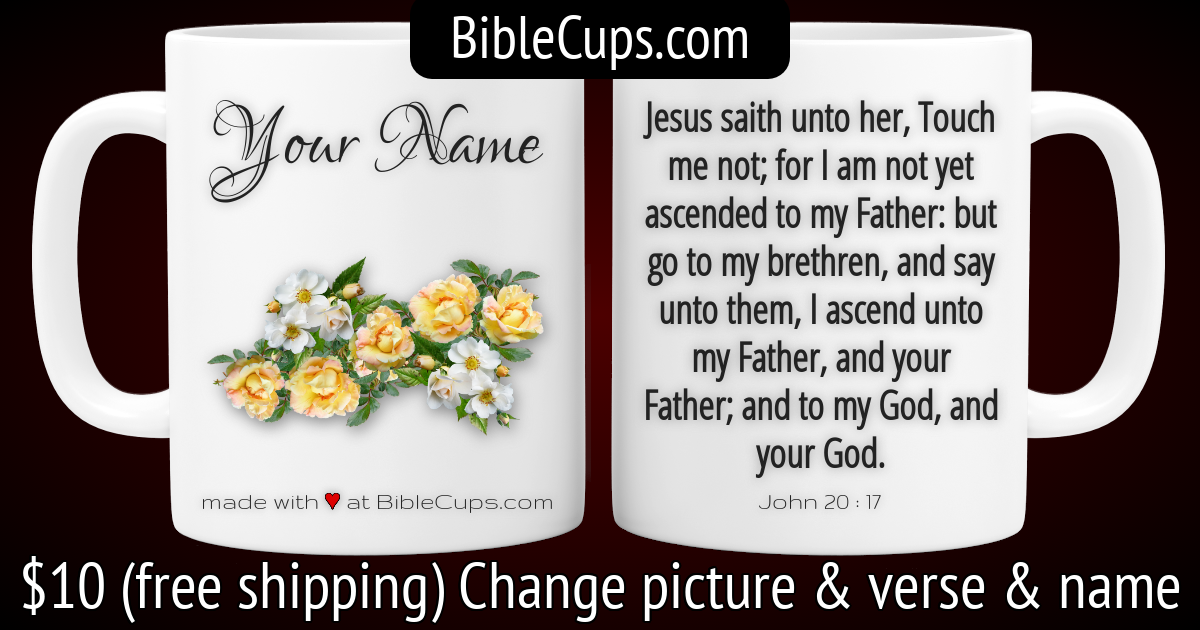 BibleCups.com
Your Name
made with ♥ at BibleCups.com
Jesus saith unto her, Touch
me not; for I am not yet
ascended to my Father: but
go to my brethren, and say
unto them, I ascend unto
my Father, and your
Father; and to my God, and
your God.
John 20 : 17
$10 (free shipping) Change picture & verse & name